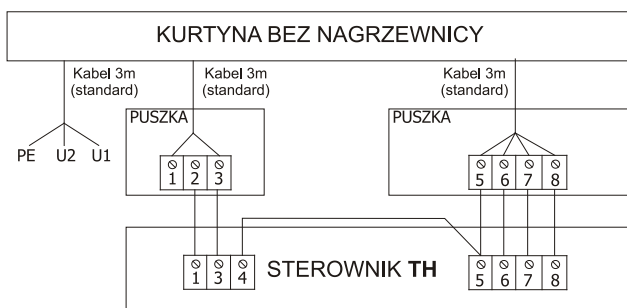 KURTYNA BEZ NAGRZEWNICY
Kabel 3m
(standard)
Kabel 3m
(standard)
Kabel 3m
(standard)
PUSZKA
PUSZKA
PE U2 U1
1 2 3
5 6 7 8
1 3 4
STEROWNIK TH
5 6 7 8